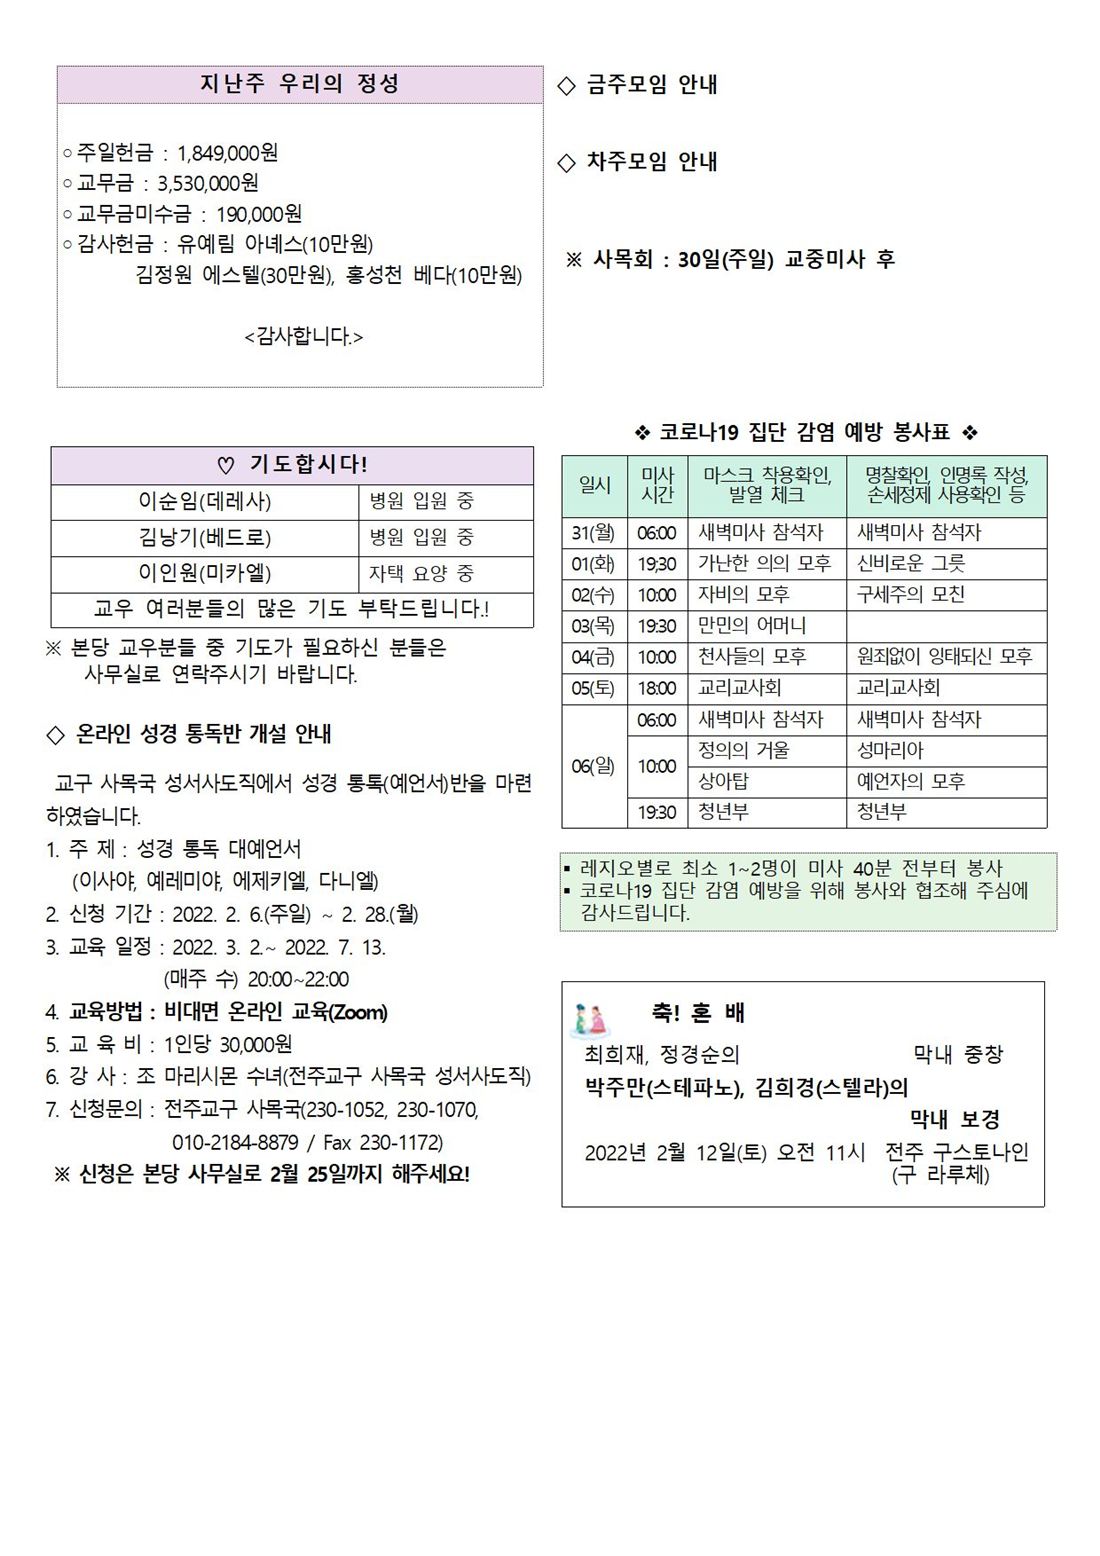 지난주 우리의 정성
○주일헌금 : 1,849,000원
○교무금 : 3,530,000원
○교무금미수금 : 190,000원
○감사헌금 : 유예림 아녜스(10만원)
김정원 에스텔(30만원), 홍성천 베다(10만원)
<감사합니다.>
♡ 기도합시다!
이순임(데레사) 병원 입원 중
김낭기(베드로) 병원 입원 중
이인원(미카엘) 자택 요양 중
교우 여러분들의 많은 기도 부탁드립니다.!
※ 본당 교우분들 중 기도가 필요하신 분들은
사무실로 연락주시기 바랍니다.
◇ 온라인 성경 통독반 개설 안내
교구 사목국 성서사도직에서 성경 통톡(예언서)반을 마련
하였습니다.
1. 주 제 : 성경 통독 대예언서
(이사야, 예레미야, 에제키엘, 다니엘)
2. 신청 기간 : 2022. 2. 6.(주일) ~ 2. 28.(월)
3. 교육 일정 : 2022. 3. 2.~ 2022. 7. 13.
(매주 수) 20:00~22:00
4. 교육방법 : 비대면 온라인 교육(Zoom)
5. 교 육 비 : 1인당 30,000원
6. 강 사 : 조 마리시몬 수녀(전주교구 사목국 성서사도직)
7. 신청문의 : 전주교구 사목국(230-1052, 230-1070,
010-2184-8879 / Fax 230-1172)
※ 신청은 본당 사무실로 2월 25일까지 해주세요!
◇ 금주모임 안내
◇ 차주모임 안내
※ 사목회 : 30일(주일) 교중미사 후
❖ 코로나19 집단 감염 예방 봉사표 ❖
일시 미사 시간 마스크 착용확인, 발열 체크 명찰확인, 인명록 작성, 손세정제 사용확인 등
31(월) 06:00 새벽미사 참석자 새벽미사 참석자
01(화) 19:30 가난한 의의 모후 신비로운 그릇
02(수) 10:00 자비의 모후 구세주의 모친
03(목) 19:30 만민의 어머니
04(금) 10:00 천사들의 모후 원죄없이 잉태되신 모후
05(토) 18:00 교리교사회 교리교사회
06(일) 06:00 새벽미사 참석자 새벽미사 참석자
10:00 정의의 거울 성마리아
상아탑 예언자의 모후
19:30 청년부 청년부
▪ 레지오별로 최소 1~2명이 미사 40분 전부터 봉사
▪ 코로나19 집단 감염 예방을 위해 봉사와 협조해 주심에
감사드립니다.
축! 혼 배
최희재, 정경순의 막내 중창
박주만(스테파노), 김희경(스텔라)의
막내 보경
2022년 2월 12일(토) 오전 11시 전주 구스토나인
(구 라루체)